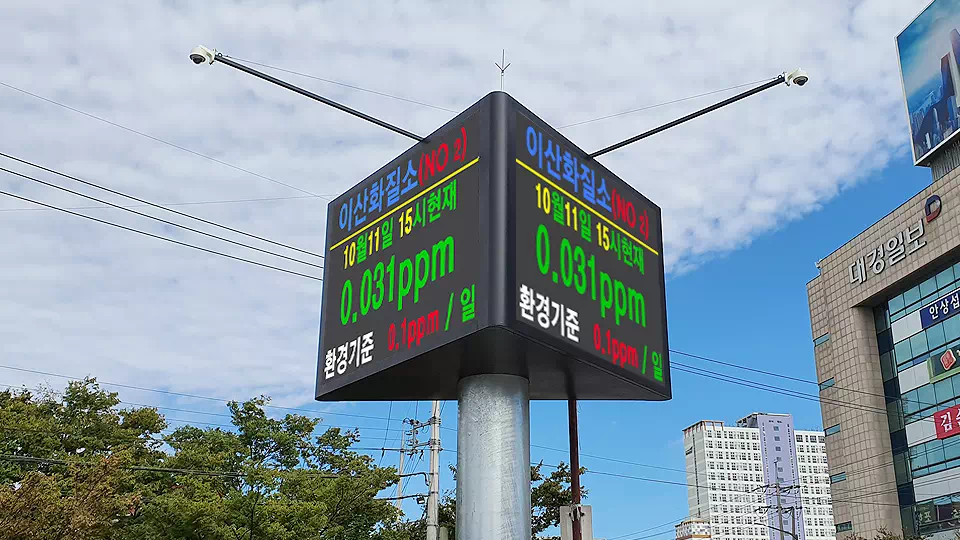 이산화질소(NO 2)
10월11일 15시현재
0.031ppm
환경기준 0.1ppm / 일
이산화질소(NO 2)
10월11일 15시현재
0.031ppm
환경기준 0.1ppm / 일
대경일보
안상섭